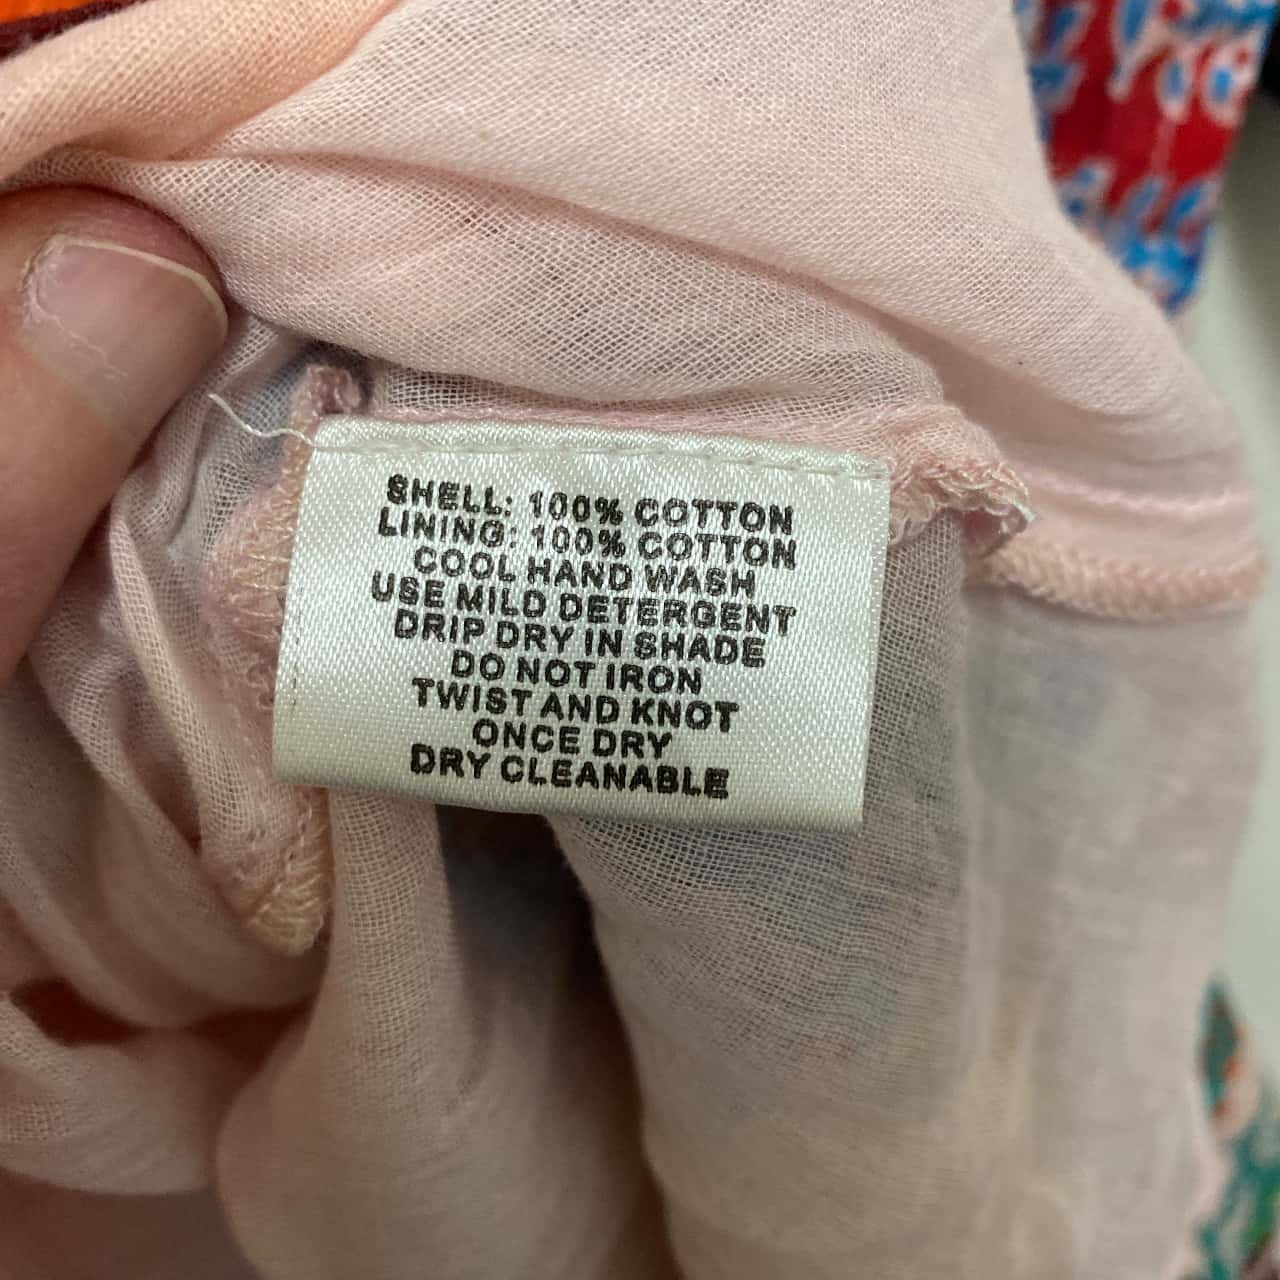 SHELL: 100% COTTON
LINING: 100% COTTON
COOL HAND WASH
USE MILD DETERGENT
DRIP DRY IN SHADE
DO NOT IRON
TWIST AND KNOT
ONCE DRY
DRY CLEANABLE